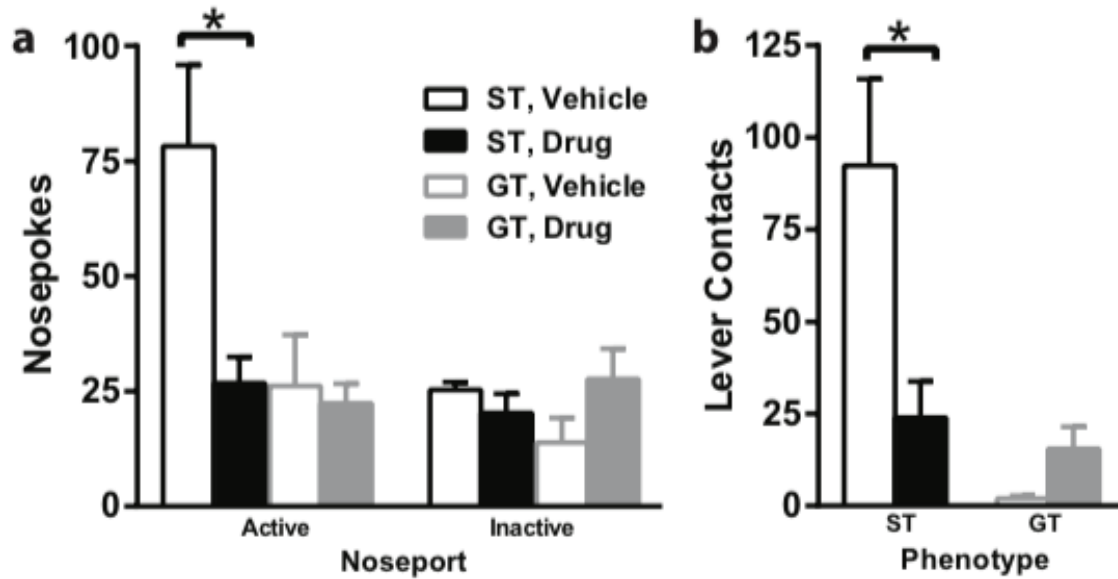 a
*
100
75
50
25
0
Nosepokes
ST, Vehicle
ST, Drug
GT, Vehicle
GT, Drug
Active
Inactive
Noseport
b
*
125
100
75
50
25
0
Lever Contacts
ST
GT
Phenotype